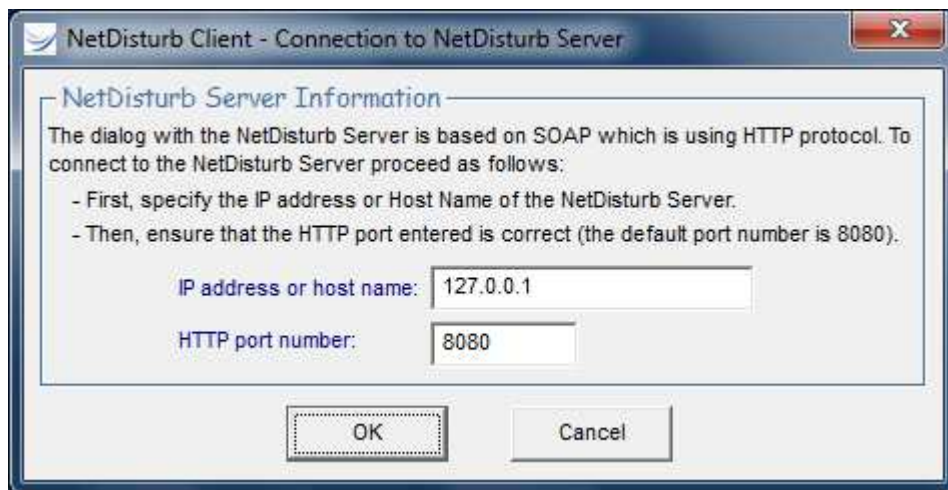 NetDisturb Client - Connection to NetDisturb Server
NetDisturb Server Information
The dialog with the NetDisturb Server is based on SOAP which is using HTTP protocol. To
connect to the NetDisturb Server proceed as follows:
- First, specify the IP address or Host Name of the NetDisturb Server.
- Then, ensure that the HTTP port entered is correct (the default port number is 8080).
IP address or host name: 127.0.0.1
HTTP port number: 8080
OK Cancel